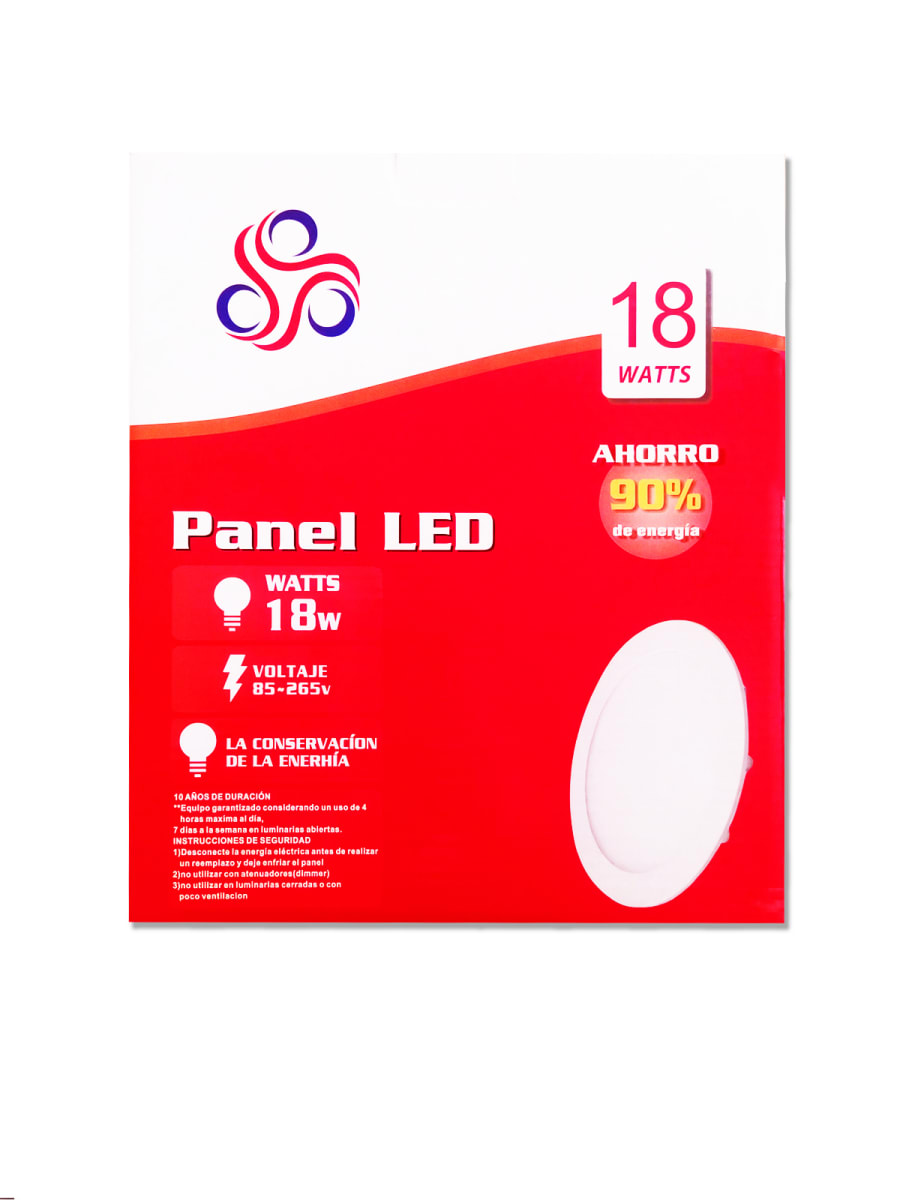 18
WATTS
AHORRO
90%
de energía
Panel LED
WATTS
18w
VOLTAJE
85~265v
LA CONSERVACÍON
DE LA ENERHÍA
10 AÑOS DE DURACIÓN
**Equipo garantizado considerando un uso de 4
horas maxima al día,
7 dias a la semana en luminarias abiertas.
INSTRUCCIONES DE SEGURIDAD
1)Desconecte la energia eléctrica antes de realizar
un reemplazo y deje enfriar el panel
2)no utilizar con atenuadores(dimmer)
3)no utilizar en luminarias cerradas o con
poco ventilacion